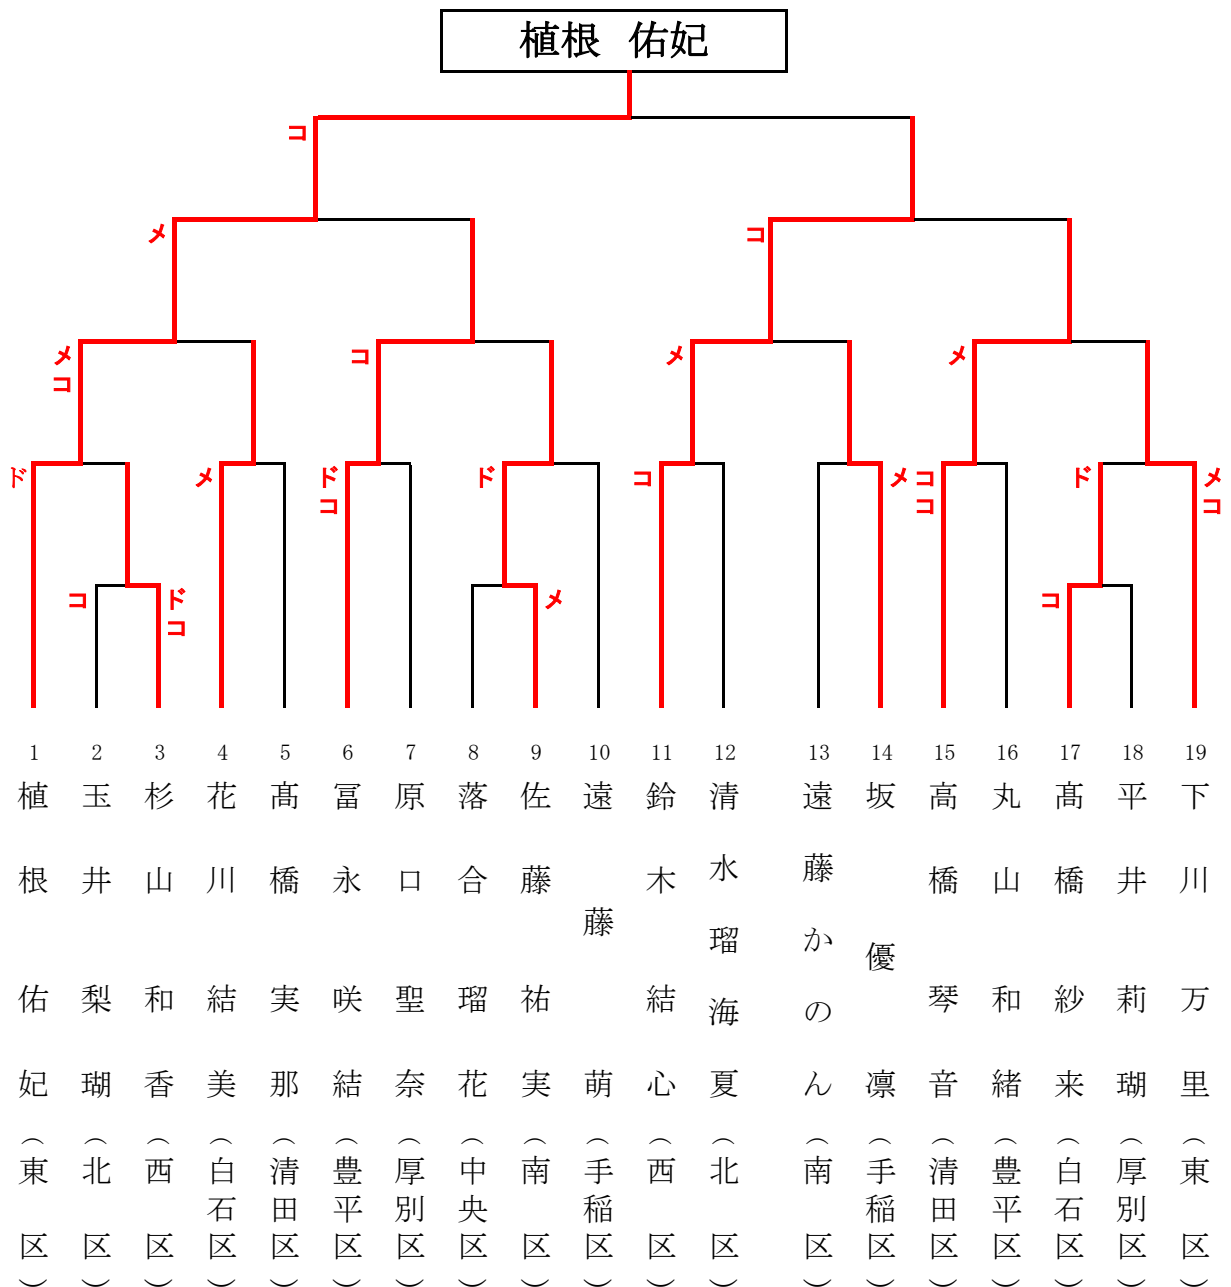 植根 佑妃
コ
メ
コ
メ
コ
コ
メ
メ
ド
メ
ド
コ
ド
コ
メ
コ
コ
ド
メ
コ
コ
ド
コ
メ
コ
1 植根佑妃（東区）
2 玉井梨瑚（北区）
3 杉山和香（西区）
4 花川結美（白石区）
5 髙橋実那（清田区）
6 冨永咲結（豊平区）
7 原口聖奈（厚別区）
8 落合瑠花（中央区）
9 佐藤祐実（南区）
10 遠藤萌（手稲区）
11 鈴木結心（西区）
12 清水瑠海夏（北区）
13 遠藤かのん（南区）
14 坂優凛（手稲区）
15 高橋琴音（清田区）
16 丸山和緒（豊平区）
17 髙橋紗来（白石区）
18 平井莉瑚（厚別区）
19 下川万里（東区）